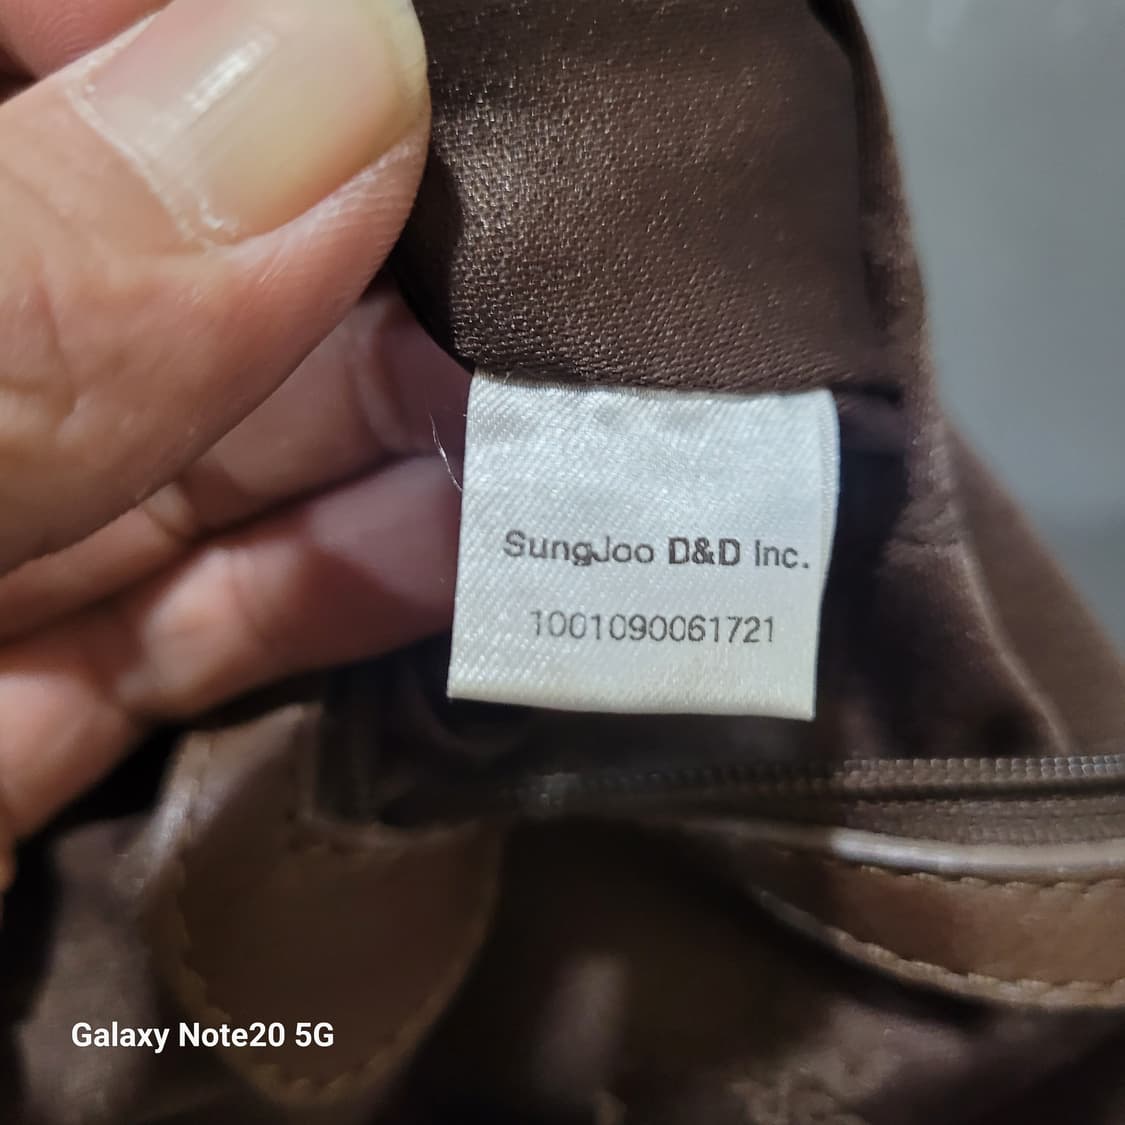 SungJoo D&D Inc.
1001090061721
Galaxy Note20 5G